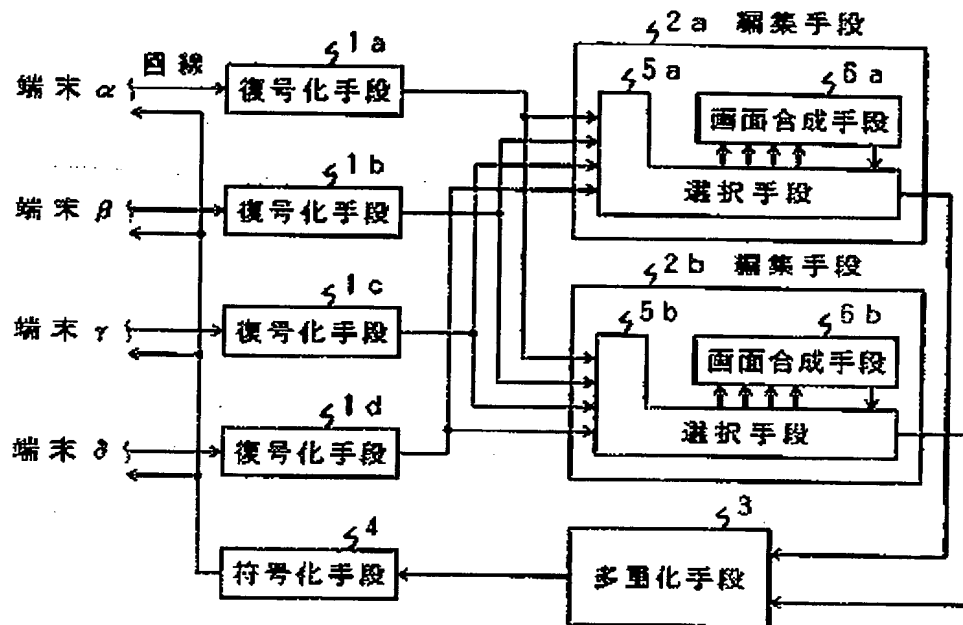 回線
端末 α
1a
復号化手段
端末 β
1b
復号化手段
端末 γ
1c
復号化手段
端末 δ
1d
復号化手段
4
符号化手段
2a 編集手段
5a
6a
画面合成手段
選択手段
2b 編集手段
5b
6b
画面合成手段
選択手段
3
多重化手段